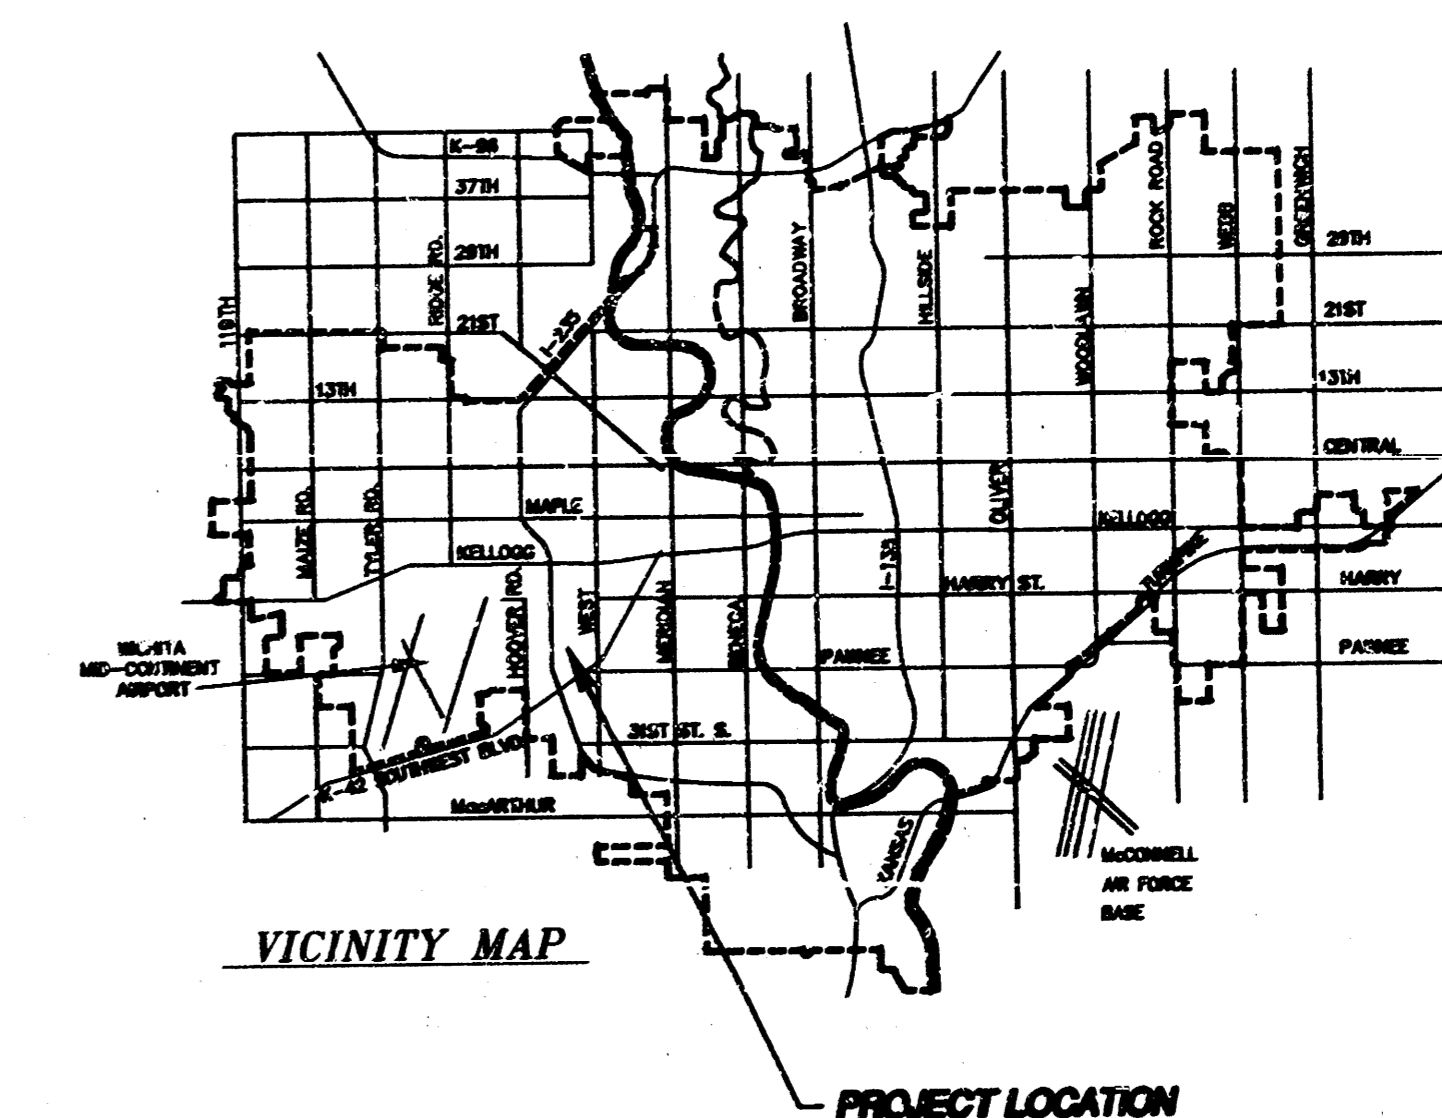 K-96
37TH
29TH
21ST
13TH
I-235
119TH
RIDGE RD.
MAIZE RD.
TYLER RD.
MAPLE
KELLOGG
HOOVER RD.
WEST
MERIDIAN
SENECA
BROADWAY
HILLSIDE
I-135
OLIVER
WOODLAWN
ROCK ROAD
WEBB
GREENWICH
29TH
21ST
13TH
CENTRAL
KELLOGG
TURNPIKE
HARRY ST.
HARRY
PAWNEE
PAWNEE
WICHITA
MID-CONTINENT
AIRPORT
31ST ST. S.
K-42 SOUTHWEST BLVD
MacARTHUR
KANSAS
McCONNELL
AIR FORCE
BASE
VICINITY MAP
PROJECT LOCATION